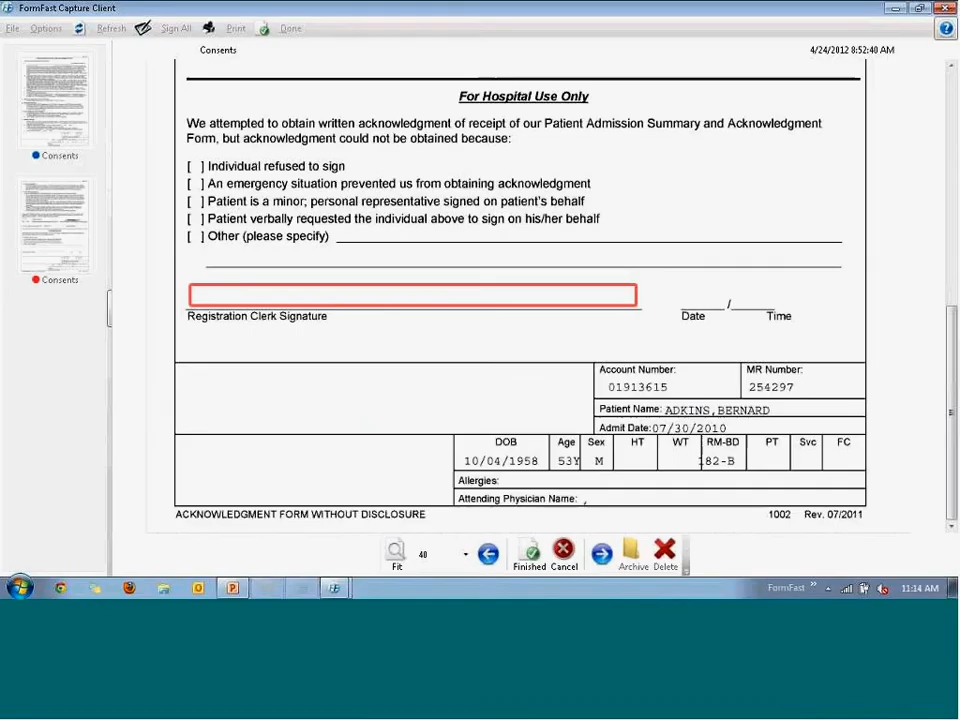 FormFast Capture Client
File Options Refresh Sign All Print Done
Consents 4/24/2012 8:52:40 AM
For Hospital Use Only
We attempted to obtain written acknowledgment of receipt of our Patient Admission Summary and Acknowledgment
Form, but acknowledgment could not be obtained because:
[ ] Individual refused to sign
[ ] An emergency situation prevented us from obtaining acknowledgment
[ ] Patient is a minor; personal representative signed on patient's behalf
[ ] Patient verbally requested the individual above to sign on his/her behalf
[ ] Other (please specify)
Consents
Consents
/
Registration Clerk Signature Date Time
Account Number: MR Number:
01913615 254297
Patient Name: ADKINS,BERNARD
Admit Date: 07/30/2010
DOB Age Sex HT WT RM-BD PT Svc FC
10/04/1958 53Y M 182-B
Allergies:
Attending Physician Name: ,
ACKNOWLEDGMENT FORM WITHOUT DISCLOSURE 1002 Rev. 07/2011
40
Fit Finished Cancel Archive Delete
FormFast » 11:14 AM